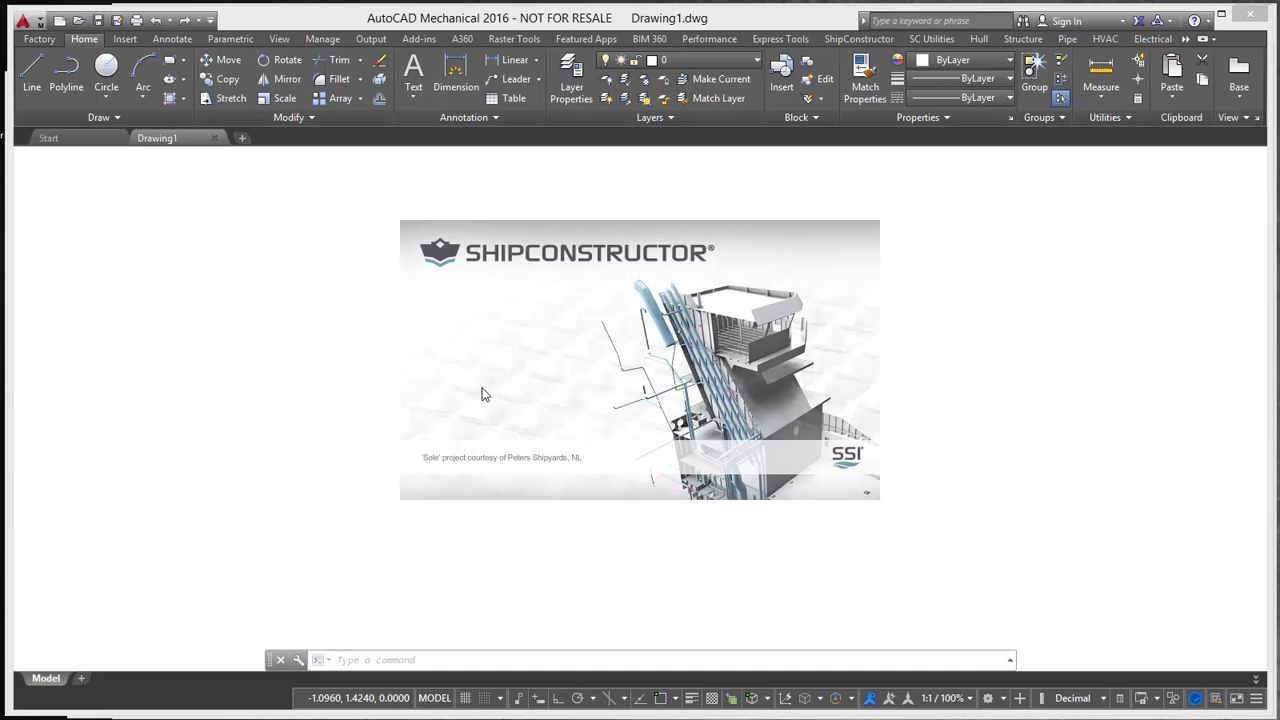 AutoCAD Mechanical 2016 - NOT FOR RESALE Drawing1.dwg
Type a keyword or phrase
Sign In
Factory Home Insert Annotate Parametric View Manage Output Add-ins A360 Raster Tools Featured Apps BIM 360 Performance Express Tools ShipConstructor SC Utilities Hull Structure Pipe HVAC Electrical
Line Polyline Circle Arc
Move Rotate Trim
Copy Mirror Fillet
Stretch Scale Array
Text Dimension
Linear
Leader
Table
Layer Properties
0
Make Current
Match Layer
Insert
Edit
Match Properties
ByLayer
ByLayer
ByLayer
Group
Measure
Paste
Base
Draw Modify Annotation Layers Block Properties Groups Utilities Clipboard View
Start Drawing1
SHIPCONSTRUCTOR®
'Sole' project courtesy of Peters Shipyards, NL
SSI
Type a command
Model
-1.0960, 1.4240, 0.0000 MODEL 1:1 / 100% Decimal